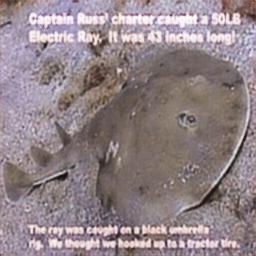 Captain Russ' charter caught a 50LB
Electric Ray. It was 43 inches long!
The ray was caught on a black umbrella
rig. We thought we hooked up to a tractor tire.